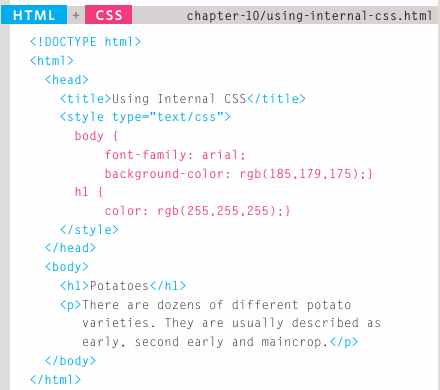 HTML + CSS chapter-10/using-internal-css.html
<!DOCTYPE html>
<html>
<head>
<title>Using Internal CSS</title>
<style type="text/css">
body {
font-family: arial;
background-color: rgb(185,179,175);}
h1 {
color: rgb(255,255,255);}
</style>
</head>
<body>
<h1>Potatoes</h1>
<p>There are dozens of different potato
varieties. They are usually described as
early, second early and maincrop.</p>
</body>
</html>